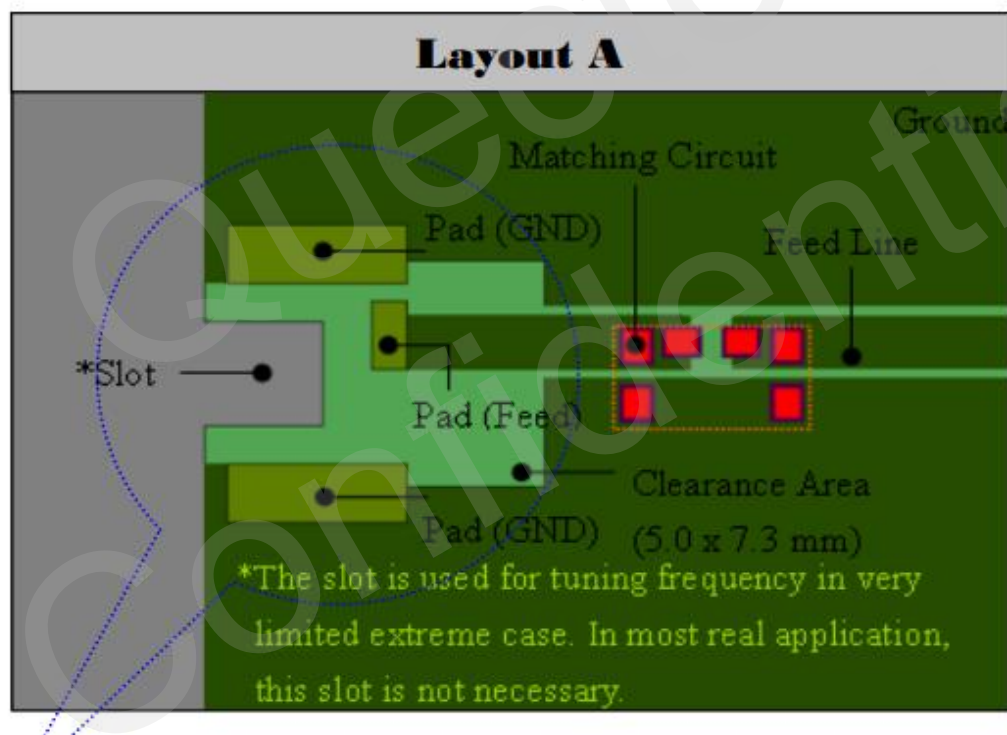 Layout A
Ground
Matching Circuit
Pad (GND)
Feed Line
*Slot
Pad (Feed)
Clearance Area
Pad (GND)
(5.0 x 7.3 mm)
*The slot is used for tuning frequency in very
limited extreme case. In most real application,
this slot is not necessary.